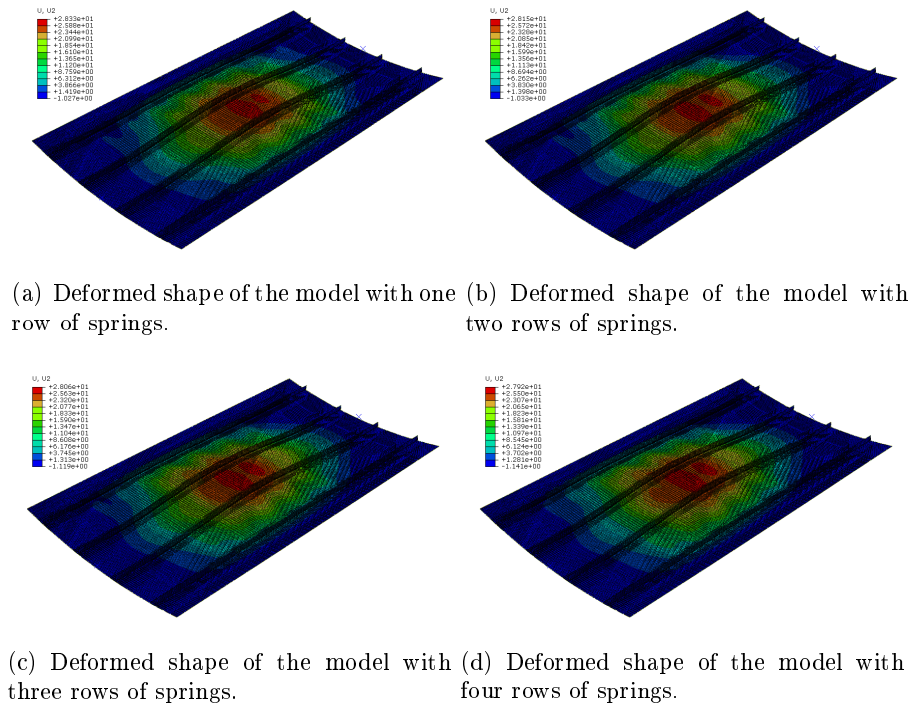 U, U2
+2.833e+01
+2.588e+01
+2.344e+01
+2.099e+01
+1.854e+01
+1.610e+01
+1.365e+01
+1.120e+01
+8.759e+00
+6.312e+00
+3.866e+00
+1.419e+00
-1.027e+00
U, U2
+2.815e+01
+2.572e+01
+2.328e+01
+2.085e+01
+1.842e+01
+1.599e+01
+1.356e+01
+1.113e+01
+8.694e+00
+6.262e+00
+3.830e+00
+1.398e+00
-1.033e+00
(a) Deformed shape of the model with one
row of springs.
(b) Deformed shape of the model with
two rows of springs.
U, U2
+2.806e+01
+2.563e+01
+2.320e+01
+2.077e+01
+1.833e+01
+1.590e+01
+1.347e+01
+1.104e+01
+8.608e+00
+6.176e+00
+3.745e+00
+1.313e+00
-1.119e+00
U, U2
+2.792e+01
+2.550e+01
+2.307e+01
+2.065e+01
+1.823e+01
+1.581e+01
+1.339e+01
+1.097e+01
+8.545e+00
+6.124e+00
+3.702e+00
+1.281e+00
-1.141e+00
(c) Deformed shape of the model with
three rows of springs.
(d) Deformed shape of the model with
four rows of springs.